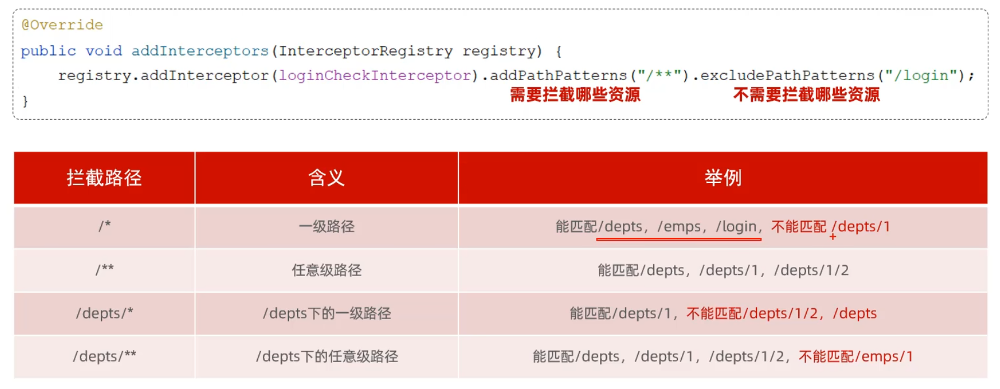 @Override
public void addInterceptors(InterceptorRegistry registry) {
registry.addInterceptor(loginCheckInterceptor).addPathPatterns("/**").excludePathPatterns("/login");
需要拦截哪些资源 不需要拦截哪些资源
}
拦截路径 含义 举例
/* 一级路径 能匹配/depts，/emps，/login，不能匹配 /depts/1
/** 任意级路径 能匹配/depts，/depts/1，/depts/1/2
/depts/* /depts下的一级路径 能匹配/depts/1，不能匹配/depts/1/2，/depts
/depts/** /depts下的任意级路径 能匹配/depts，/depts/1，/depts/1/2，不能匹配/emps/1